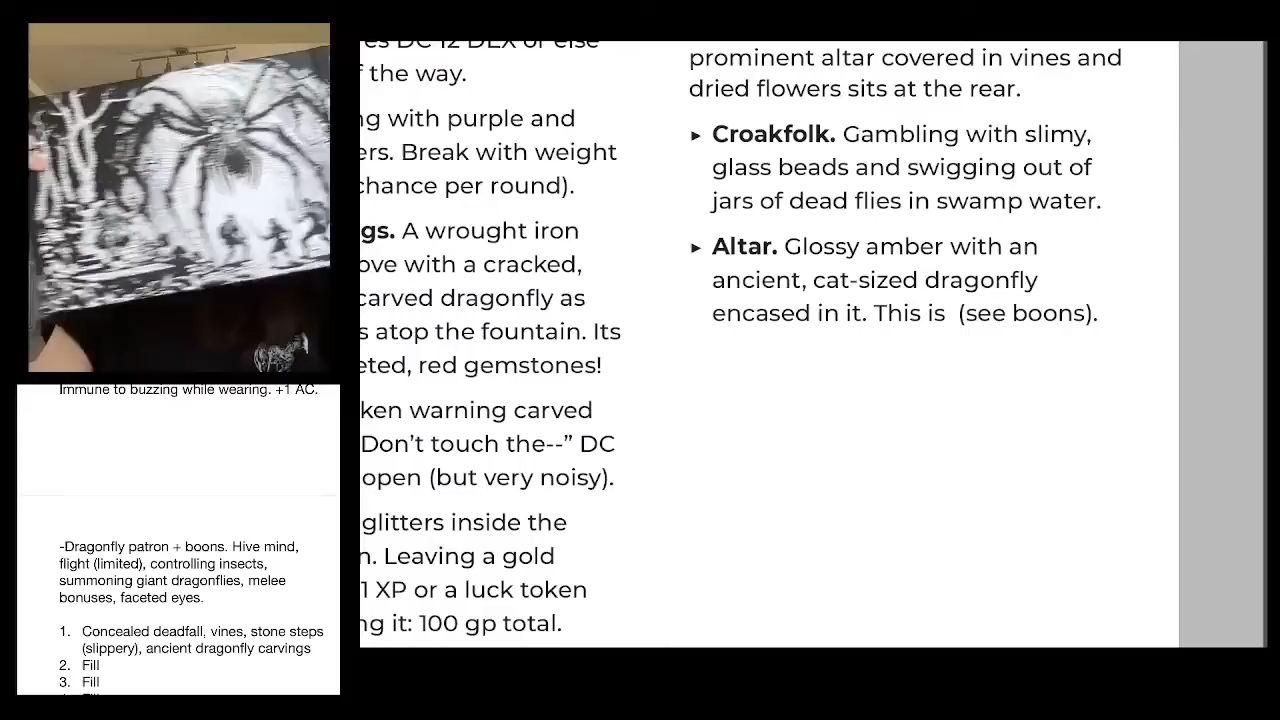 Immune to buzzing while wearing. +1 AC.
-Dragonfly patron + boons. Hive mind,
flight (limited), controlling insects,
summoning giant dragonflies, melee
bonuses, faceted eyes.
1. Concealed deadfall, vines, stone steps
(slippery), ancient dragonfly carvings
2. Fill
3. Fill
es DC 12 DEX or else
f the way.
ng with purple and
ers. Break with weight
chance per round).
gs. A wrought iron
ove with a cracked,
carved dragonfly as
s atop the fountain. Its
eted, red gemstones!
ken warning carved
Don’t touch the--” DC
open (but very noisy).
glitters inside the
n. Leaving a gold
1 XP or a luck token
ng it: 100 gp total.
prominent altar covered in vines and
dried flowers sits at the rear.
► Croakfolk. Gambling with slimy,
glass beads and swigging out of
jars of dead flies in swamp water.
► Altar. Glossy amber with an
ancient, cat-sized dragonfly
encased in it. This is  (see boons).